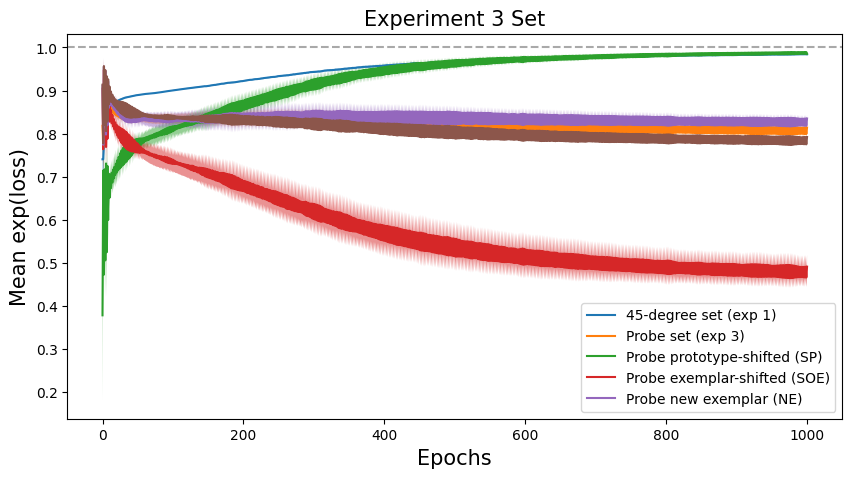 Experiment 3 Set
Mean exp(loss)
1.0
0.9
0.8
0.7
0.6
0.5
0.4
0.3
0.2
0
200
400
600
800
1000
Epochs
45-degree set (exp 1)
Probe set (exp 3)
Probe prototype-shifted (SP)
Probe exemplar-shifted (SOE)
Probe new exemplar (NE)